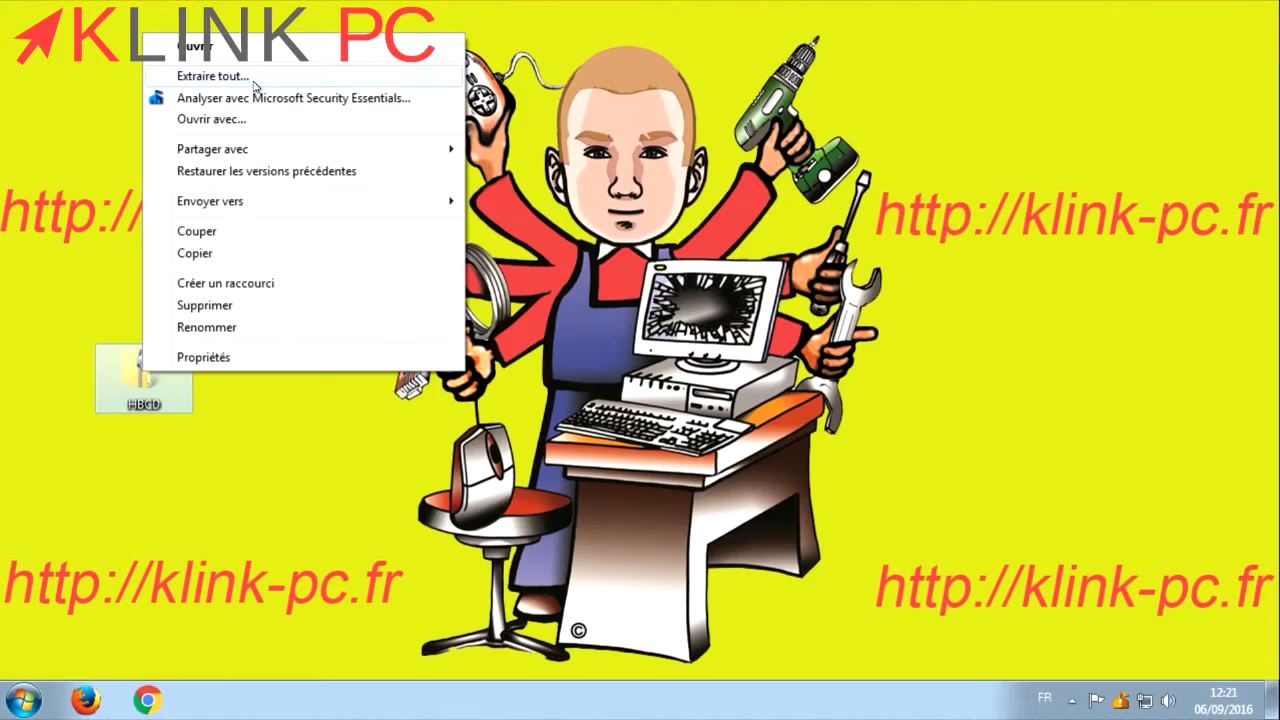 KLINK PC
Ouvrir
Extraire tout...
Analyser avec Microsoft Security Essentials...
Ouvrir avec...
Partager avec
Restaurer les versions précédentes
Envoyer vers
Couper
Copier
Créer un raccourci
Supprimer
Renommer
Propriétés
HBCD
http://
http://klink-pc.fr
http://klink-pc.fr
http://klink-pc.fr
©
FR
12:21
06/09/2016